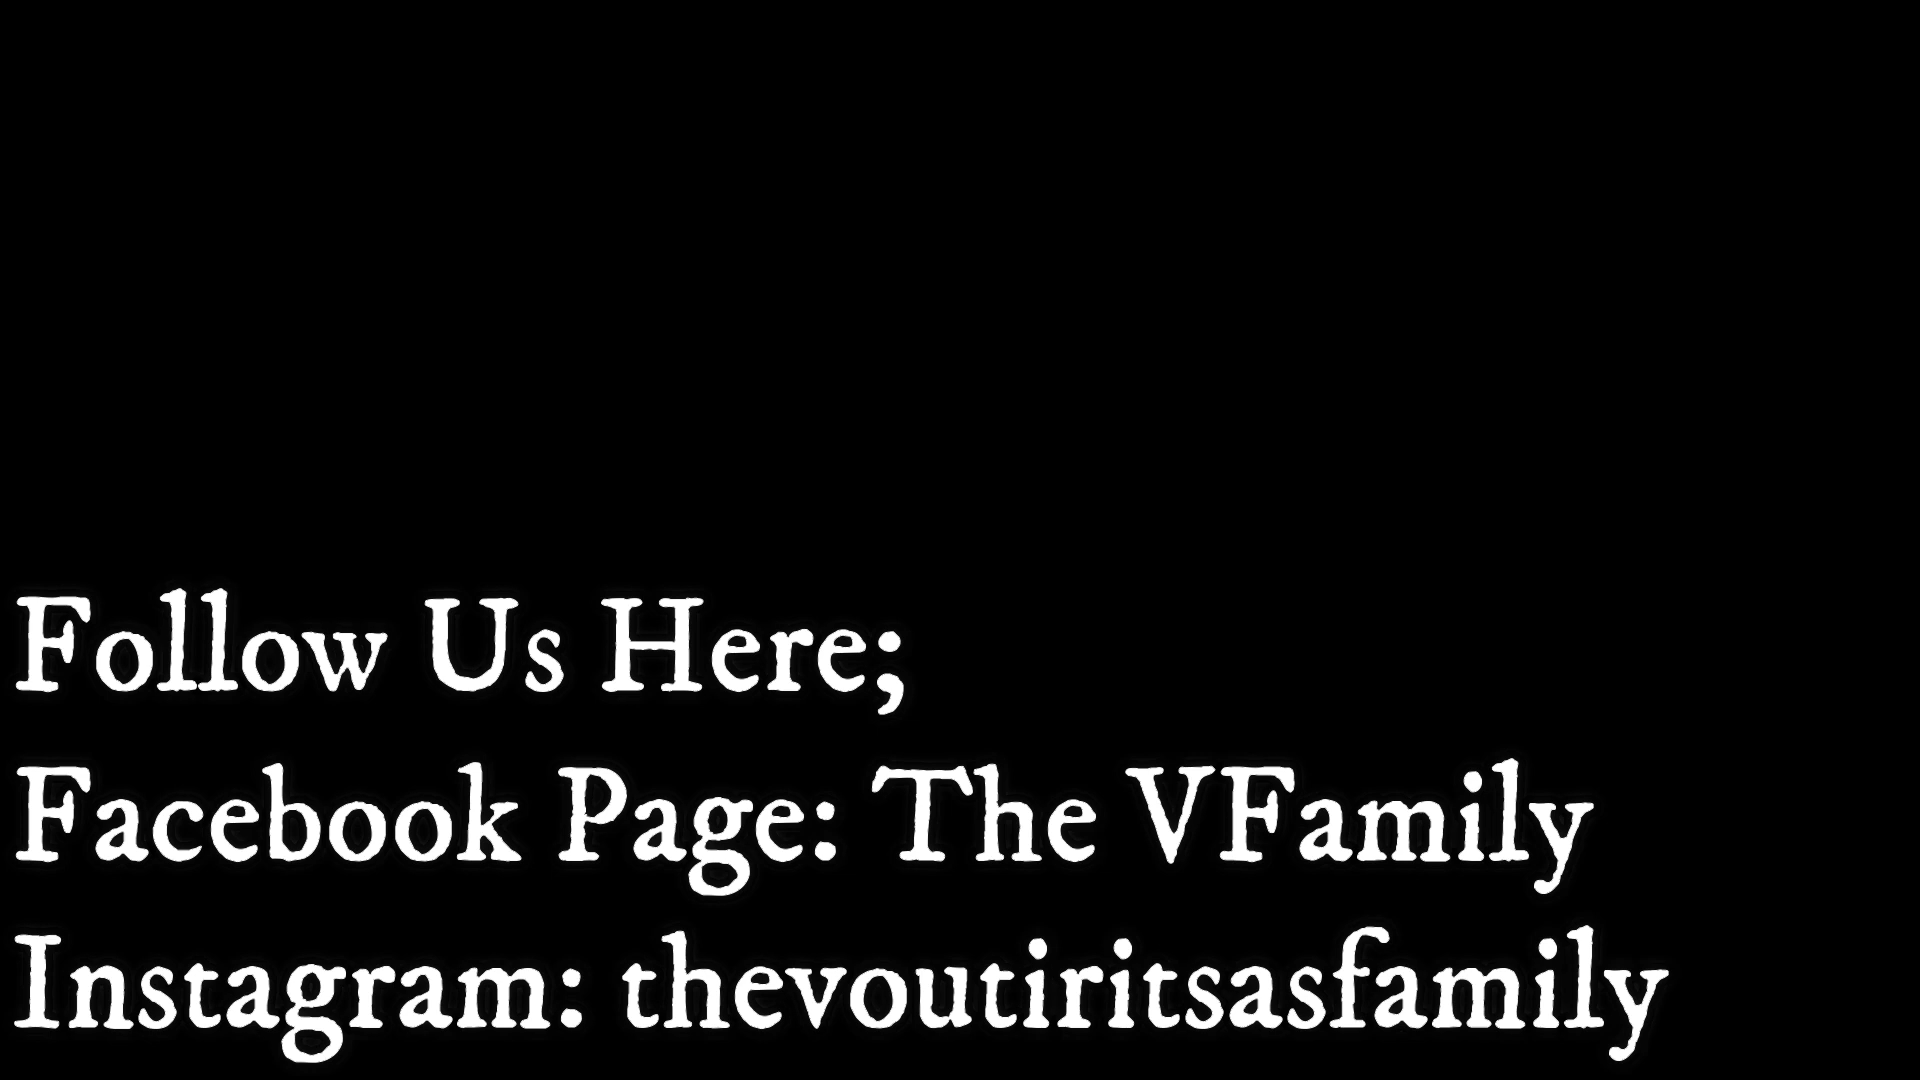 Follow Us Here;
Facebook Page: The VFamily
Instagram: thevoutiritsasfamily